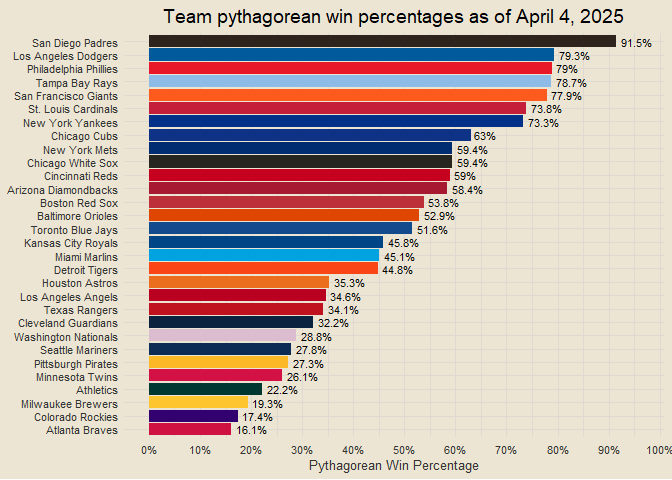 Team pythagorean win percentages as of April 4, 2025
San Diego Padres 91.5%
Los Angeles Dodgers 79.3%
Philadelphia Phillies 79%
Tampa Bay Rays 78.7%
San Francisco Giants 77.9%
St. Louis Cardinals 73.8%
New York Yankees 73.3%
Chicago Cubs 63%
New York Mets 59.4%
Chicago White Sox 59.4%
Cincinnati Reds 59%
Arizona Diamondbacks 58.4%
Boston Red Sox 53.8%
Baltimore Orioles 52.9%
Toronto Blue Jays 51.6%
Kansas City Royals 45.8%
Miami Marlins 45.1%
Detroit Tigers 44.8%
Houston Astros 35.3%
Los Angeles Angels 34.6%
Texas Rangers 34.1%
Cleveland Guardians 32.2%
Washington Nationals 28.8%
Seattle Mariners 27.8%
Pittsburgh Pirates 27.3%
Minnesota Twins 26.1%
Athletics 22.2%
Milwaukee Brewers 19.3%
Colorado Rockies 17.4%
Atlanta Braves 16.1%
0% 10% 20% 30% 40% 50% 60% 70% 80% 90% 100%
Pythagorean Win Percentage